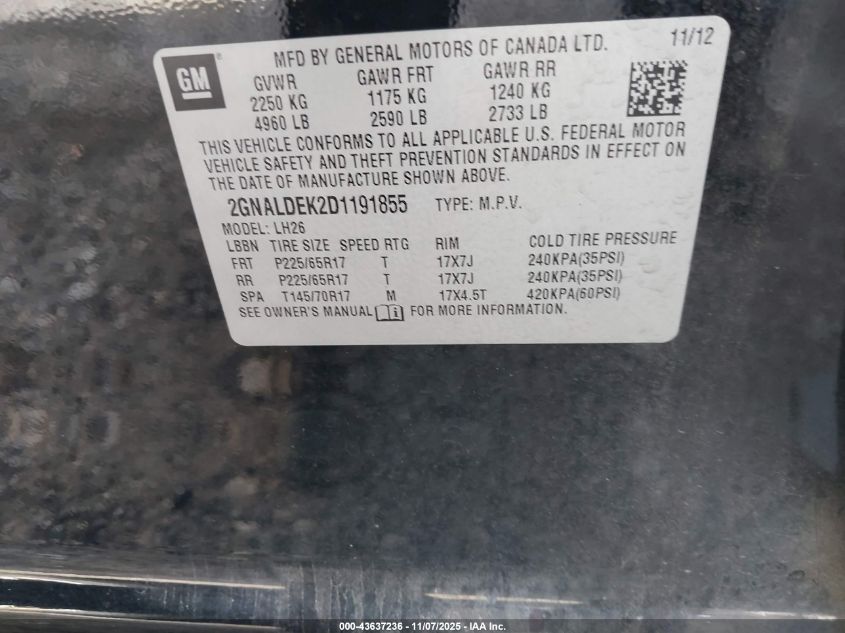 MFD BY GENERAL MOTORS OF CANADA LTD. 11/12
GM®
GVWR GAWR FRT GAWR RR
2250 KG 1175 KG 1240 KG
4960 LB 2590 LB 2733 LB
THIS VEHICLE CONFORMS TO ALL APPLICABLE U.S. FEDERAL MOTOR
VEHICLE SAFETY AND THEFT PREVENTION STANDARDS IN EFFECT ON
THE DATE OF MANUFACTURE SHOWN ABOVE.
2GNALDEK2D1191855 TYPE: M.P.V.
MODEL: LH26
LBBN TIRE SIZE SPEED RTG RIM COLD TIRE PRESSURE
FRT P225/65R17 T 17X7J 240KPA(35PSI)
RR P225/65R17 T 17X7J 240KPA(35PSI)
SPA T145/70R17 M 17X4.5T 420KPA(60PSI)
SEE OWNER'S MANUAL FOR MORE INFORMATION.
000-43637236 - 11/07/2025 - IAA Inc.